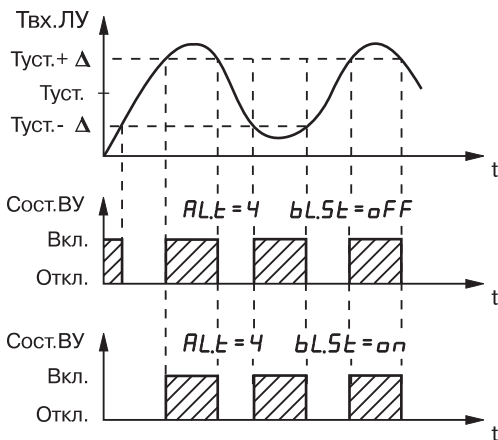 Твх.ЛУ
Туст.+ Δ
Туст.
Туст.- Δ
t
Сост.ВУ
AL.t = 4 bL.St = oFF
Вкл.
Откл.
t
Сост.ВУ
AL.t = 4 bL.St = on
Вкл.
Откл.
t